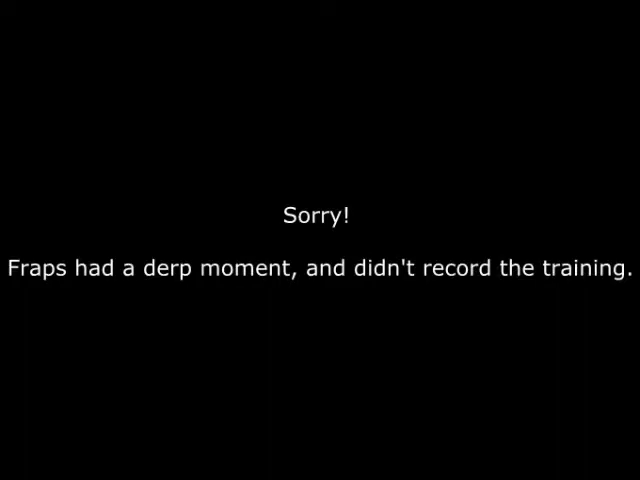 Sorry!
Fraps had a derp moment, and didn't record the training.